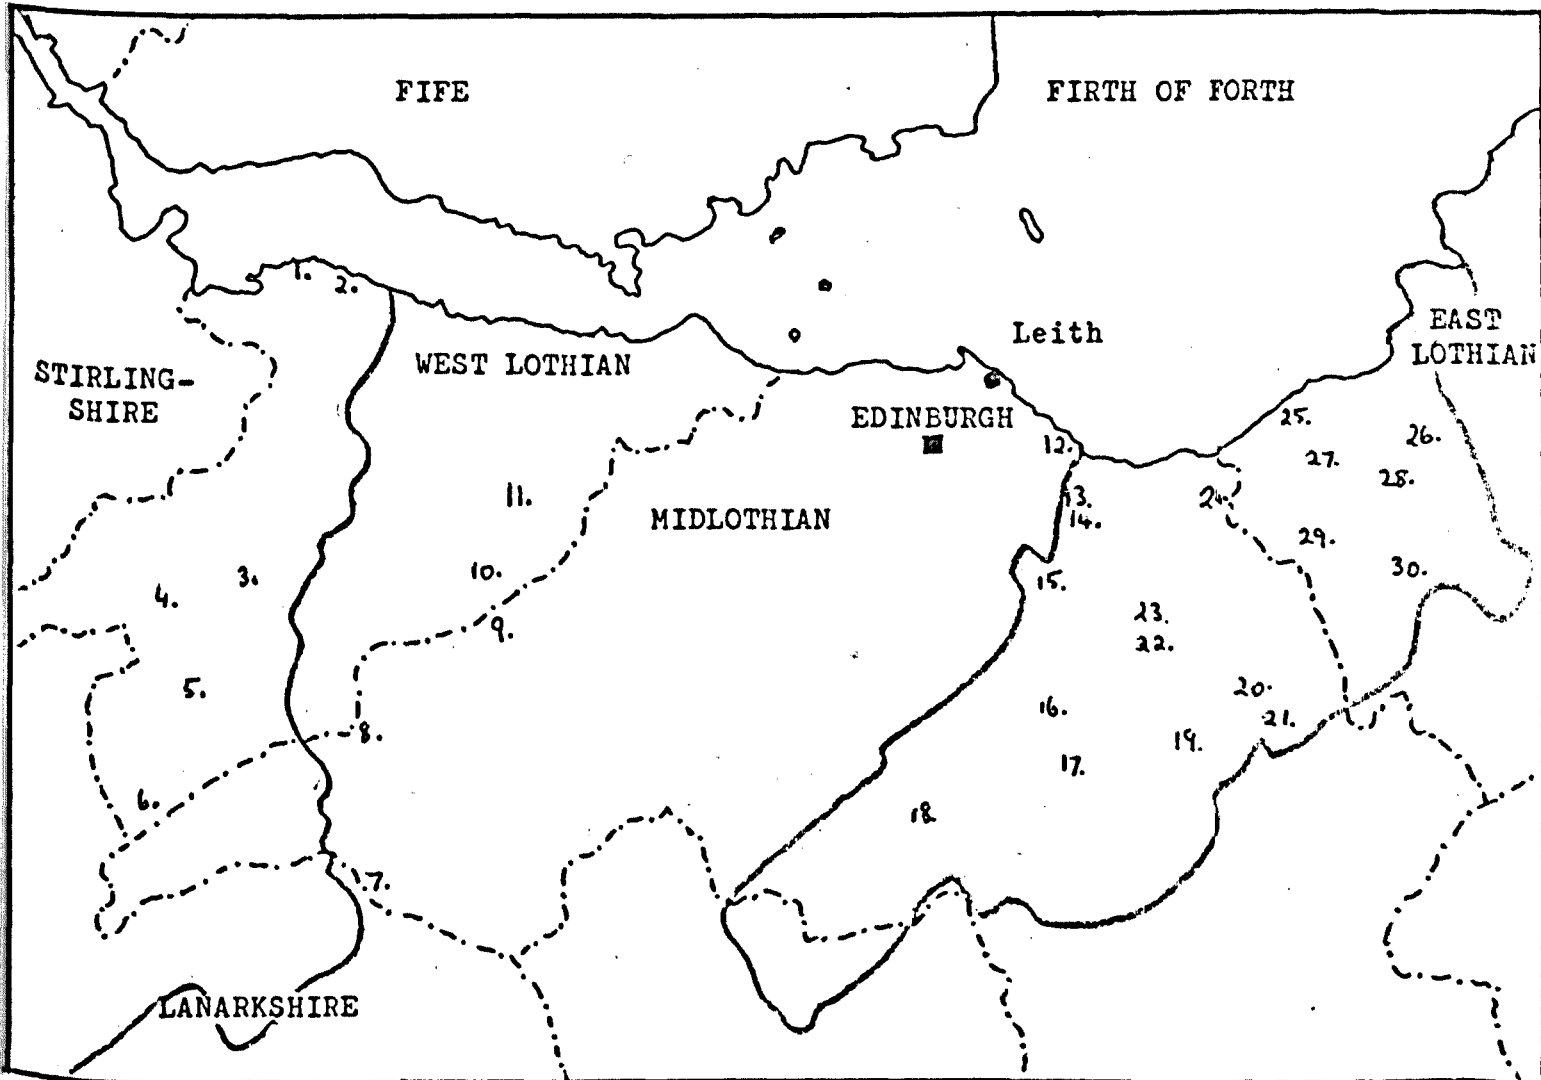 FIFE
FIRTH OF FORTH
1.
2.
Leith
EAST
LOTHIAN
WEST LOTHIAN
STIRLING-
SHIRE
EDINBURGH
12.
25.
26.
27.
28.
11.
MIDLOTHIAN
13.
14.
24.
29.
30.
3.
4.
10.
15.
23.
22.
9.
5.
16.
20.
21.
8.
19.
17.
6.
18.
7.
LANARKSHIRE